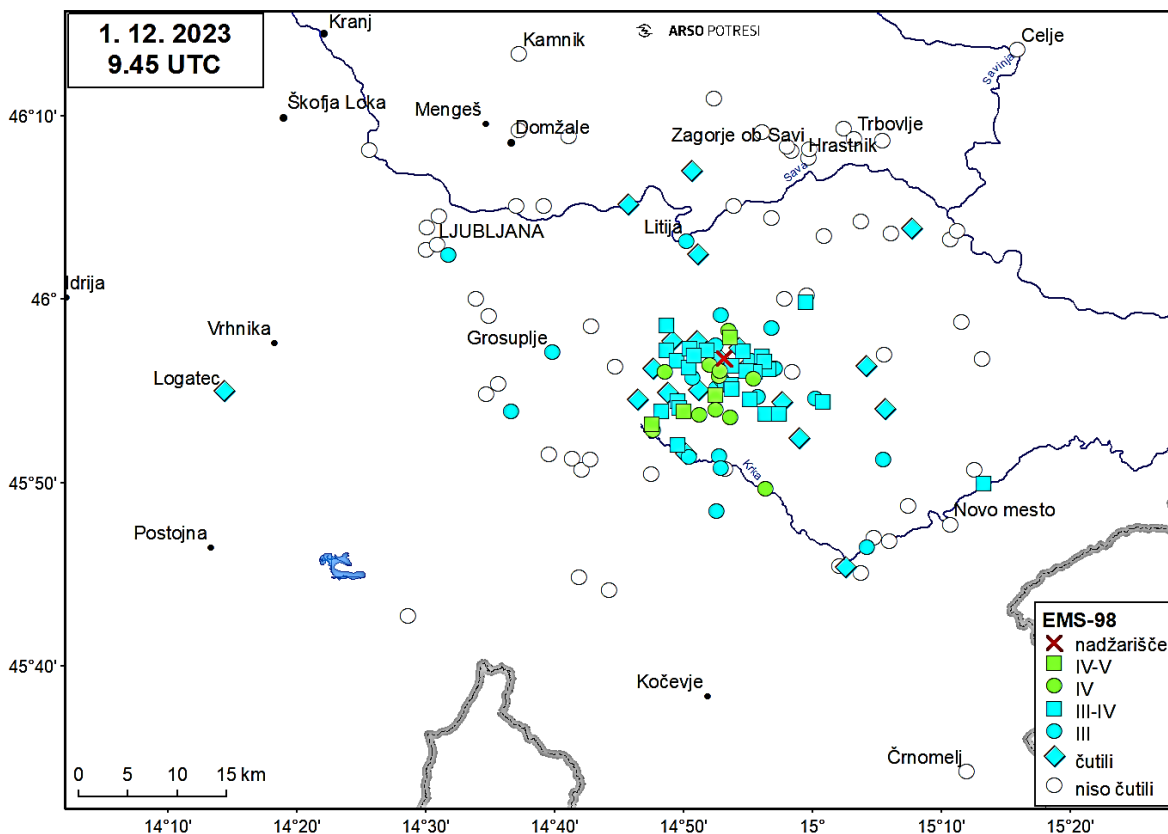 1. 12. 2023
9.45 UTC
Kranj
Kamnik
ARSO POTRESI
Celje
Savinja
46°10'
Škofja Loka
Mengeš
Domžale
Zagorje ob Savi
Trbovlje
Hrastnik
Sava
LJUBLJANA
Litija
46°
Idrija
Vrhnika
Grosuplje
Logatec
45°50'
Krka
Novo mesto
Postojna
45°40'
Kočevje
Črnomelj
EMS-98
nadžarišče
IV-V
IV
III-IV
III
čutili
niso čutili
0 5 10 15 km
14°10' 14°20' 14°30' 14°40' 14°50' 15° 15°10' 15°20'